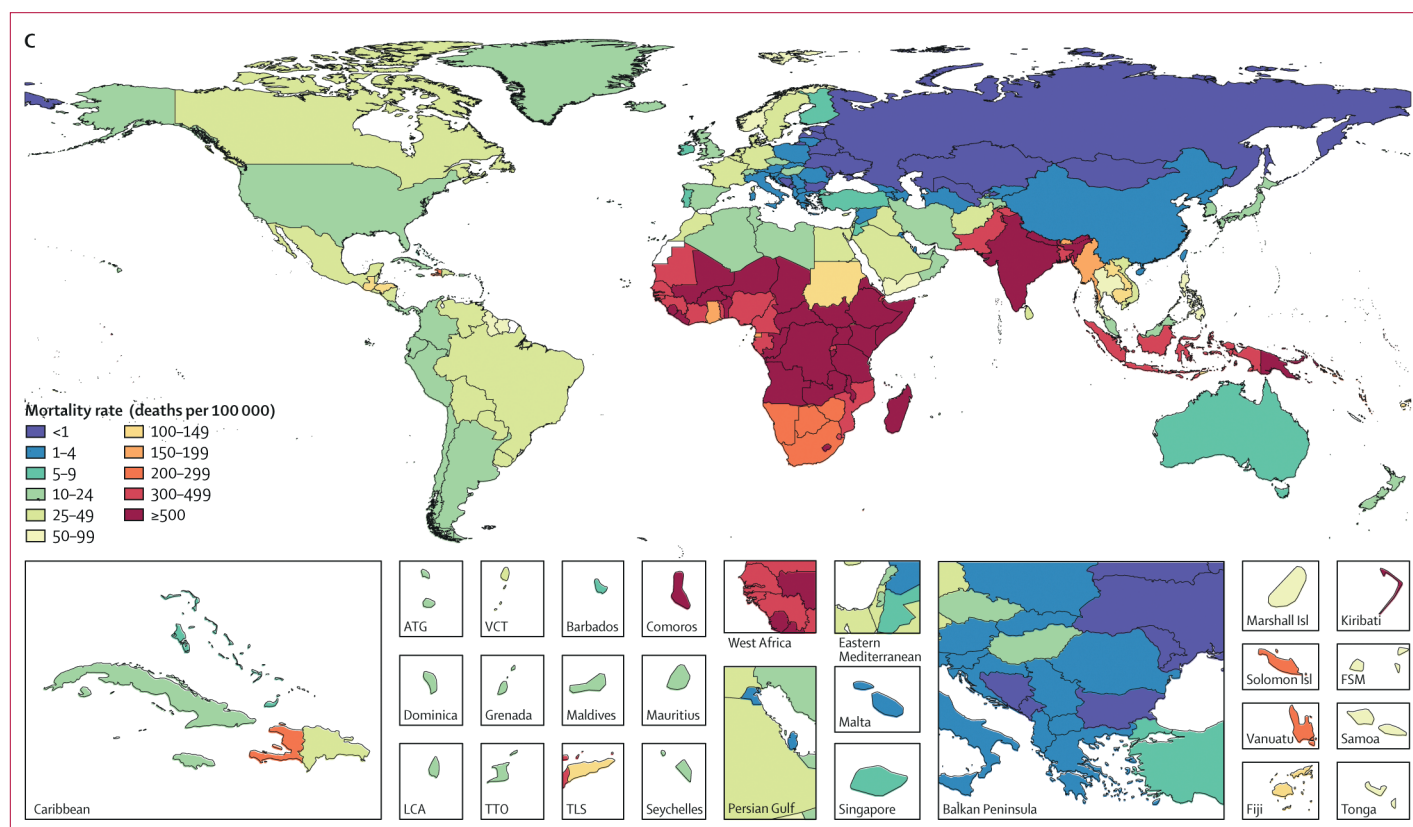 C
Mortality rate (deaths per 100 000)
<1
1–4
5–9
10–24
25–49
50–99
100–149
150–199
200–299
300–499
≥500
Caribbean
ATG
VCT
Barbados
Comoros
West Africa
Eastern
Mediterranean
Dominica
Grenada
Maldives
Mauritius
LCA
TTO
TLS
Seychelles
Persian Gulf
Malta
Singapore
Balkan Peninsula
Marshall Isl
Kiribati
Solomon Isl
FSM
Vanuatu
Samoa
Fiji
Tonga